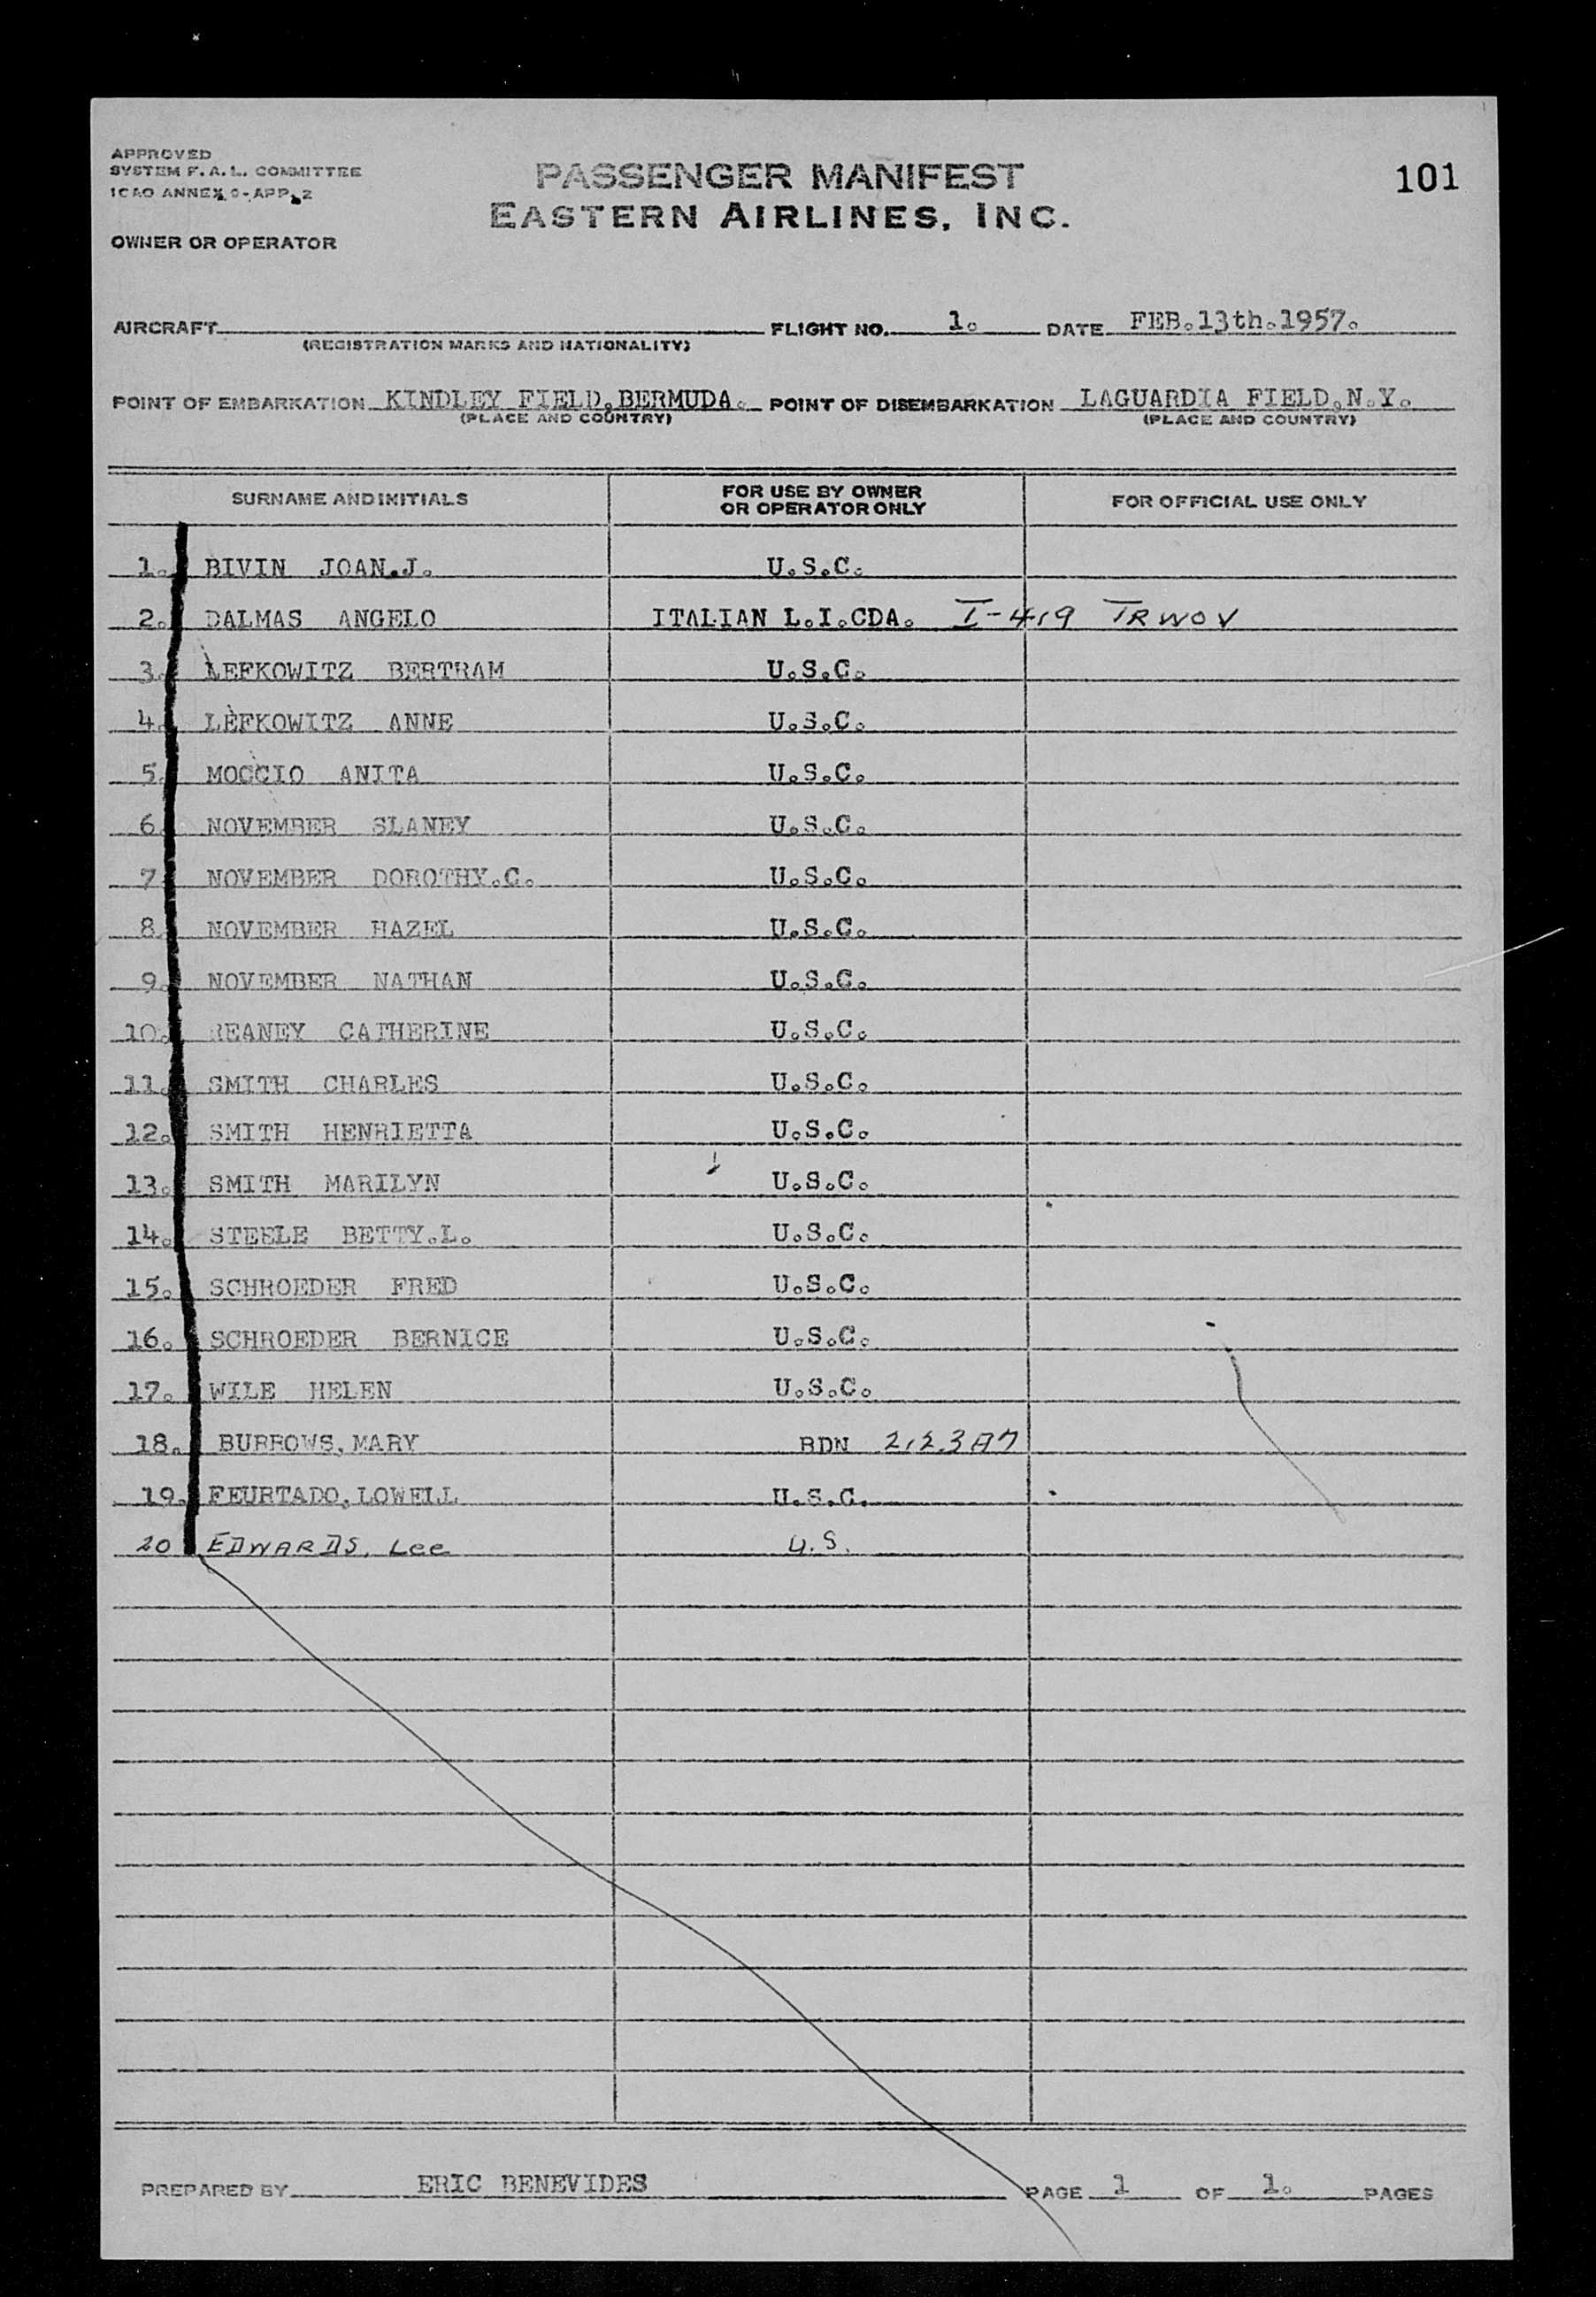 APPROVED
SYSTEM F. A. L. COMMITTEE
ICAO ANNEX 9-APP. 2
OWNER OR OPERATOR
PASSENGER MANIFEST
EASTERN AIRLINES, INC.
101
AIRCRAFT FLIGHT NO. 1. DATE FEB.13th.1957.
(REGISTRATION MARKS AND NATIONALITY)
POINT OF EMBARKATION KINDLEY FIELD.BERMUDA. POINT OF DISEMBARKATION LAGUARDIA FIELD.N.Y.
(PLACE AND COUNTRY) (PLACE AND COUNTRY)
SURNAME AND INITIALS FOR USE BY OWNER OR OPERATOR ONLY FOR OFFICIAL USE ONLY
1. BIVIN JOAN.J. U.S.C.
2. DALMAS ANGELO ITALIAN L.I.CDA. I-419 TRWOV
3. LEFKOWITZ BERTRAM U.S.C.
4. LEFKOWITZ ANNE U.S.C.
5. MOCCIO ANITA U.S.C.
6. NOVEMBER SLANEY U.S.C.
7. NOVEMBER DOROTHY.C. U.S.C.
8. NOVEMBER HAZEL U.S.C.
9. NOVEMBER NATHAN U.S.C.
10. REANEY CATHERINE U.S.C.
11. SMITH CHARLES U.S.C.
12. SMITH HENRIETTA U.S.C.
13. SMITH MARILYN U.S.C.
14. STEELE BETTY.L. U.S.C.
15. SCHROEDER FRED U.S.C.
16. SCHROEDER BERNICE U.S.C.
17. WILE HELEN U.S.C.
18. BURROWS, MARY BDN
19. FEURTADO, LOWELL U.S.C.
20 EDWARDS, Lee U.S.
PREPARED BY ERIC BENEVIDES PAGE 1 OF 1. PAGES